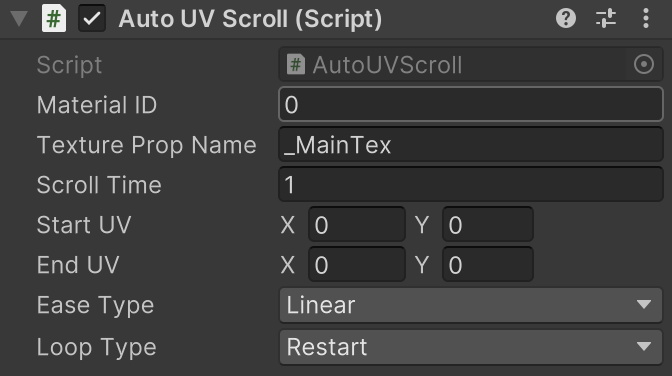 Auto UV Scroll (Script)
Script AutoUVScroll
Material ID 0
Texture Prop Name _MainTex
Scroll Time 1
Start UV X 0 Y 0
End UV X 0 Y 0
Ease Type Linear
Loop Type Restart